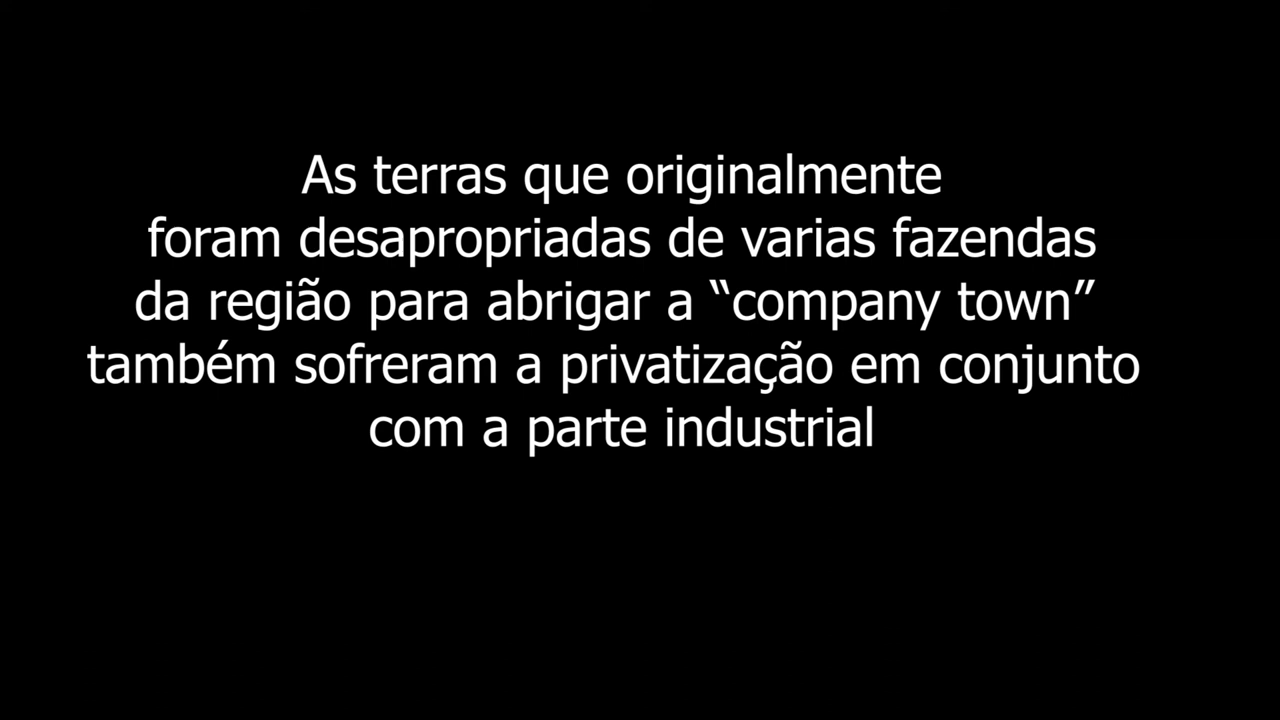 As terras que originalmente
foram desapropriadas de varias fazendas
da região para abrigar a “company town”
também sofreram a privatização em conjunto
com a parte industrial